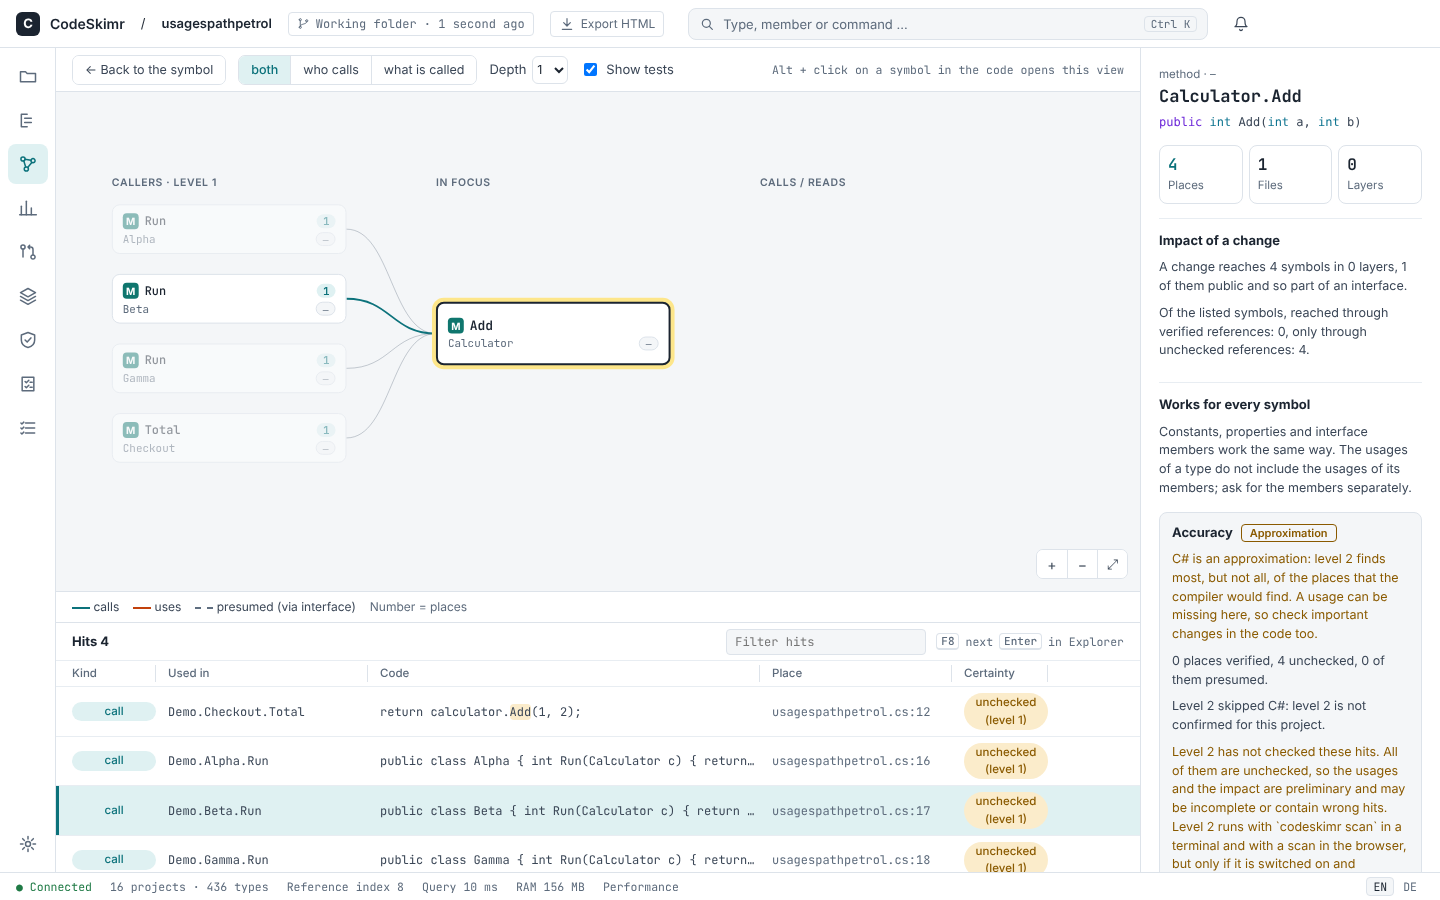 C CodeSkimr / usagespathpetrol Working folder · 1 second ago Export HTML Type, member or command ... Ctrl K
← Back to the symbol both who calls what is called Depth 1 Show tests Alt + click on a symbol in the code opens this view
CALLERS · LEVEL 1 IN FOCUS CALLS / READS
M Run 1
Alpha –
M Run 1
Beta –
M Add
Calculator –
M Run 1
Gamma –
M Total 1
Checkout –
+ −
calls uses presumed (via interface) Number = places
Hits 4 Filter hits F8 next Enter in Explorer
Kind Used in Code Place Certainty
call Demo.Checkout.Total return calculator.Add(1, 2); usagespathpetrol.cs:12 unchecked
(level 1)
call Demo.Alpha.Run public class Alpha { int Run(Calculator c) { return… usagespathpetrol.cs:16 unchecked
(level 1)
call Demo.Beta.Run public class Beta { int Run(Calculator c) { return … usagespathpetrol.cs:17 unchecked
(level 1)
call Demo.Gamma.Run public class Gamma { int Run(Calculator c) { return… usagespathpetrol.cs:18 unchecked
(level 1)
method · –
Calculator.Add
public int Add(int a, int b)
4 1 0
Places Files Layers
Impact of a change
A change reaches 4 symbols in 0 layers, 1
of them public and so part of an interface.
Of the listed symbols, reached through
verified references: 0, only through
unchecked references: 4.
Works for every symbol
Constants, properties and interface
members work the same way. The usages
of a type do not include the usages of its
members; ask for the members separately.
Accuracy Approximation
C# is an approximation: level 2 finds
most, but not all, of the places that the
compiler would find. A usage can be
missing here, so check important
changes in the code too.
0 places verified, 4 unchecked, 0 of
them presumed.
Level 2 skipped C#: level 2 is not
confirmed for this project.
Level 2 has not checked these hits. All
of them are unchecked, so the usages
and the impact are preliminary and may
be incomplete or contain wrong hits.
Level 2 runs with `codeskimr scan` in a
terminal and with a scan in the browser,
but only if it is switched on and
Connected 16 projects · 436 types Reference index 8 Query 10 ms RAM 156 MB Performance EN DE